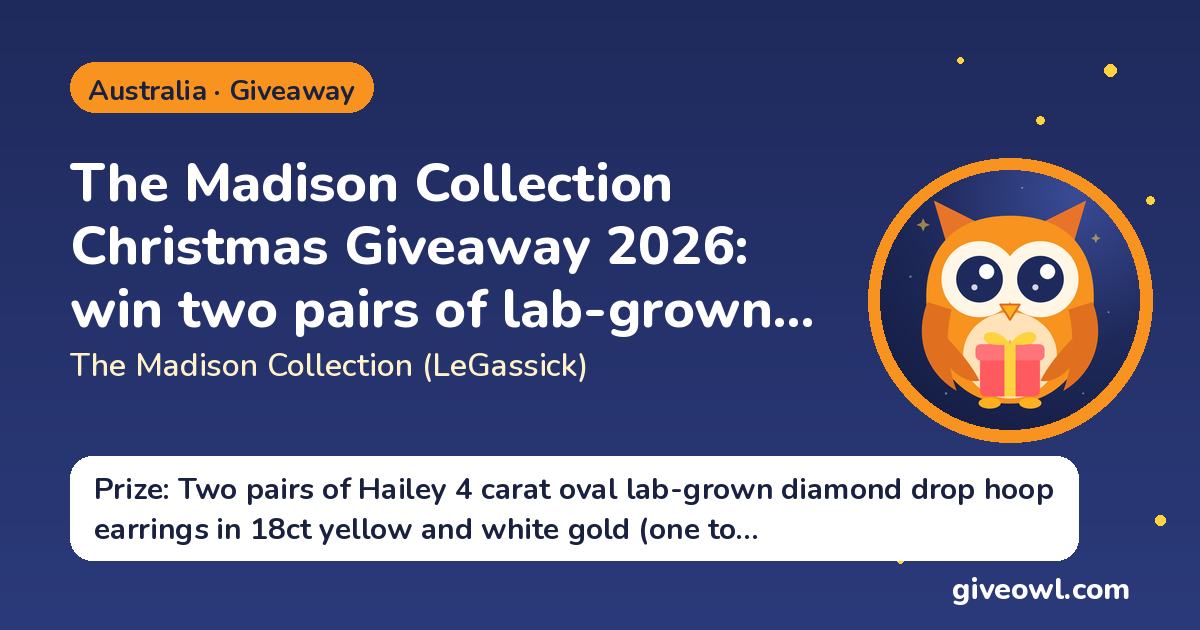 Australia · Giveaway
The Madison Collection
Christmas Giveaway 2026:
win two pairs of lab-grown...
The Madison Collection (LeGassick)
Prize: Two pairs of Hailey 4 carat oval lab-grown diamond drop hoop
earrings in 18ct yellow and white gold (one to...
giveowl.com